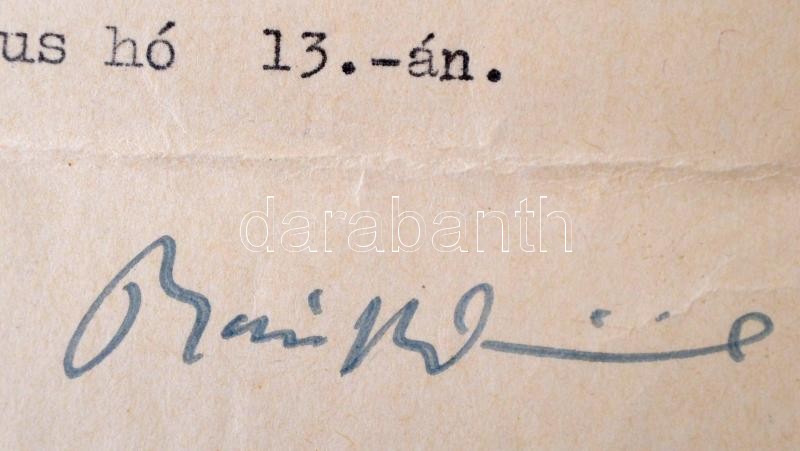 us hó 13.-án.
darabanth